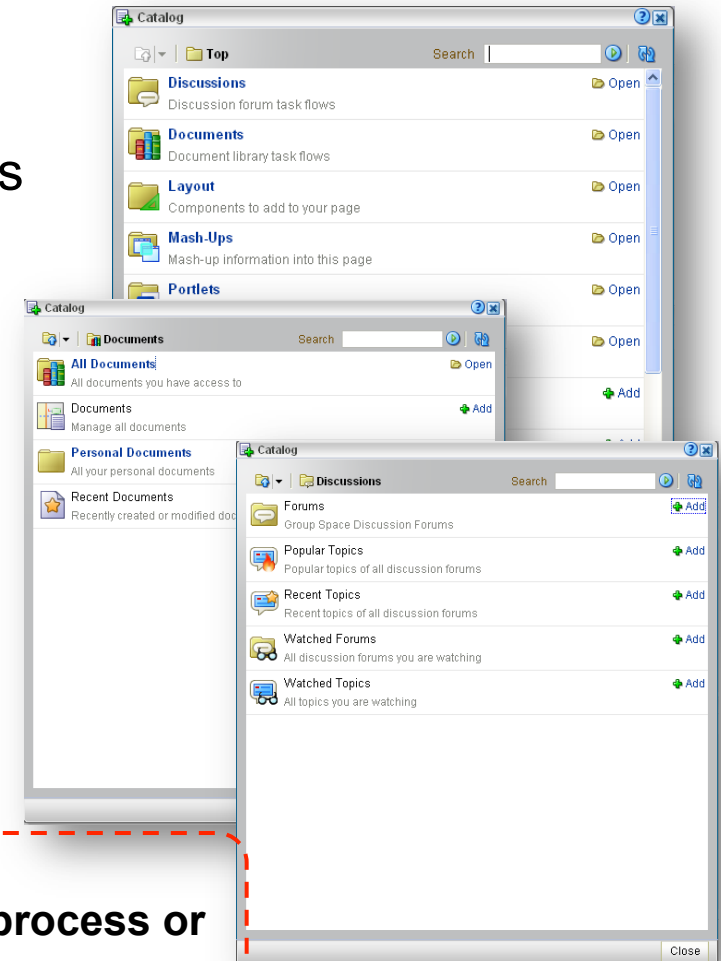 Catalog
Top Search
Discussions Open
Discussion forum task flows
Documents Open
Document library task flows
s
Layout Open
Components to add to your page
Mash-Ups Open
Mash-up information into this page
Portlets Open
Open
Add
Catalog
Documents Search
All Documents Open
All documents you have access to
Documents Add
Manage all documents
Personal Documents
All your personal documents
Recent Documents
Recently created or modified doc
Catalog
Discussions Search
Forums Add
Group Space Discussion Forums
Popular Topics Add
Popular topics of all discussion forums
Recent Topics Add
Recent topics of all discussion forums
Watched Forums Add
All discussion forums you are watching
Watched Topics Add
All topics you are watching
process or
Close